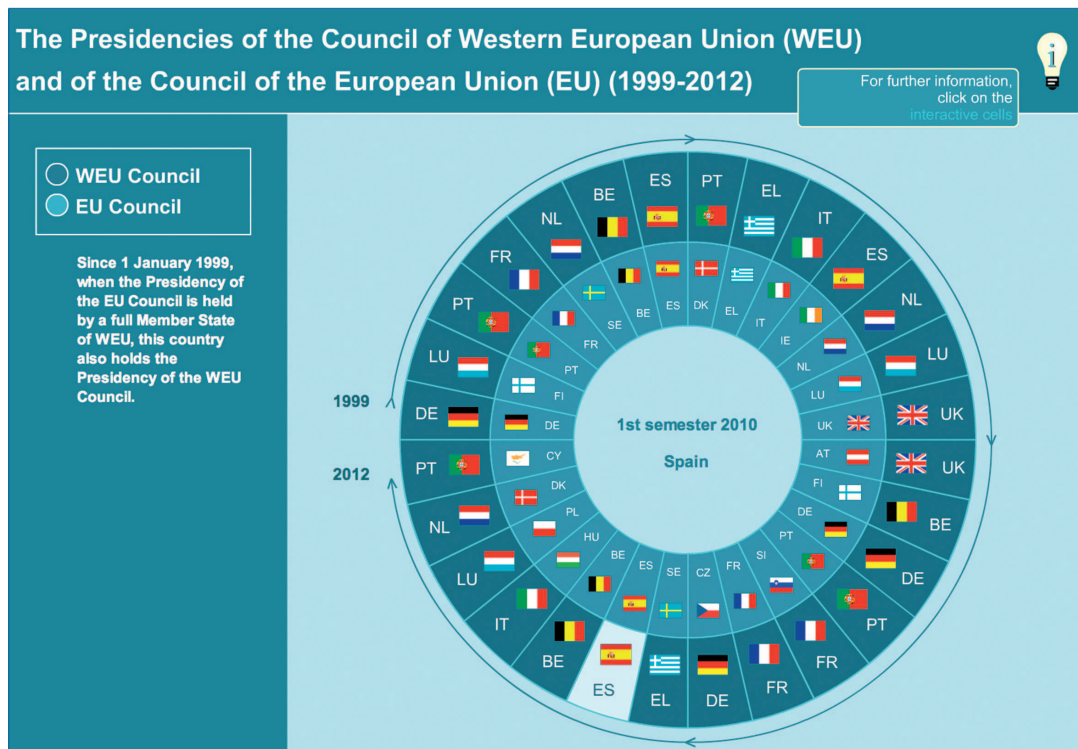 The Presidencies of the Council of Western European Union (WEU)
and of the Council of the European Union (EU) (1999-2012)
i
For further information,
click on the
interactive cells
WEU Council
EU Council
Since 1 January 1999,
when the Presidency of
the EU Council is held
by a full Member State
of WEU, this country
also holds the
Presidency of the WEU
Council.
1999
2012
DE
LU
PT
FR
NL
BE
ES
PT
EL
IT
ES
NL
LU
UK
UK
BE
DE
PT
FR
FR
DE
EL
ES
BE
IT
LU
NL
PT
DE
FI
PT
FR
SE
BE
ES
DK
EL
IT
IE
NL
LU
UK
AT
FI
DE
PT
SI
FR
CZ
SE
ES
BE
HU
PL
DK
CY
1st semester 2010
Spain